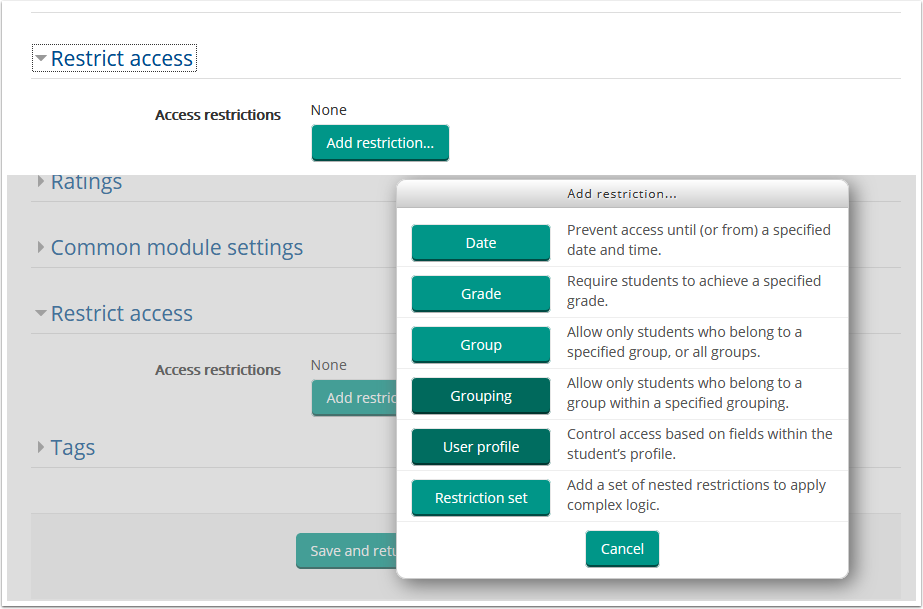 Restrict access
Access restrictions
None
Add restriction...
Ratings
Common module settings
Restrict access
Access restrictions
None
Add
Tags
Save and
Add restriction...
Date
Prevent access until (or from) a specified
date and time.
Grade
Require students to achieve a specified
grade.
Group
Allow only students who belong to a
specified group, or all groups.
Grouping
Allow only students who belong to a
group within a specified grouping.
User profile
Control access based on fields within the
student’s profile.
Restriction set
Add a set of nested restrictions to apply
complex logic.
Cancel